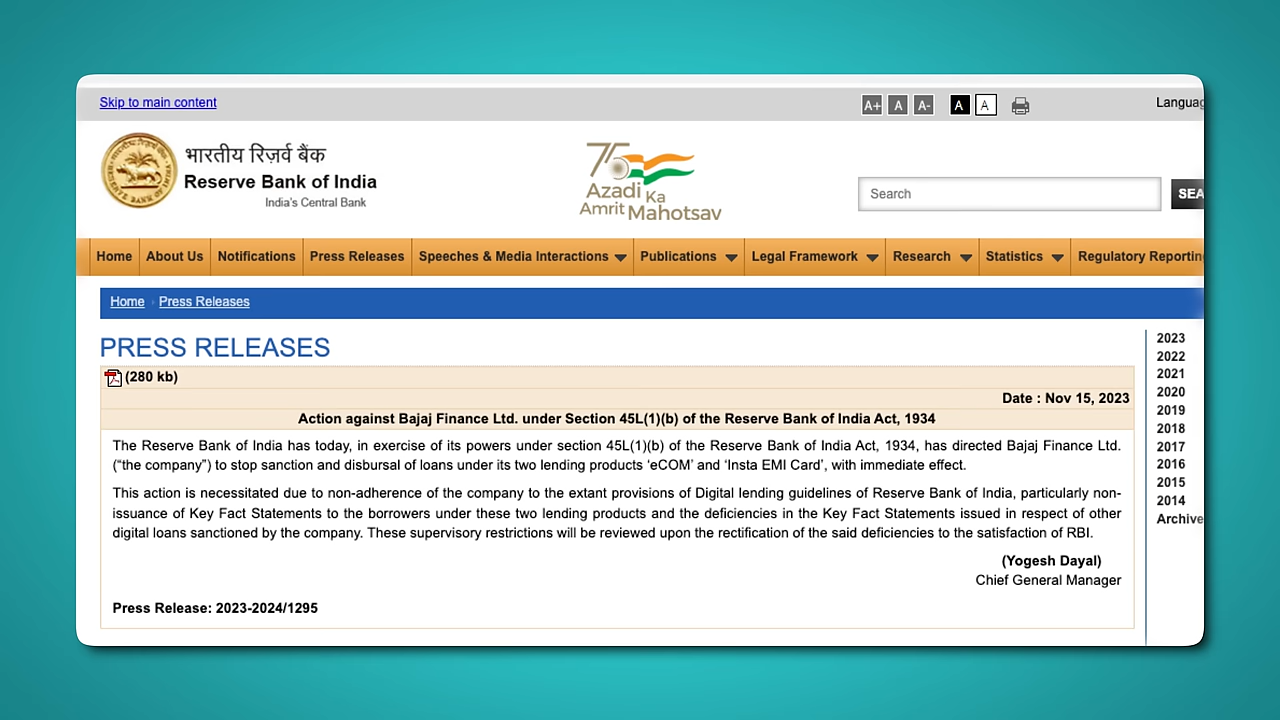 Skip to main content
A+ A A- A A
Languag
भारतीय रिज़र्व बैंक
Reserve Bank of India
India's Central Bank
75
Azadi Ka
Amrit Mahotsav
Search
SEA
Home About Us Notifications Press Releases Speeches & Media Interactions Publications Legal Framework Research Statistics Regulatory Reportin
Home Press Releases
PRESS RELEASES
(280 kb)
Date : Nov 15, 2023
Action against Bajaj Finance Ltd. under Section 45L(1)(b) of the Reserve Bank of India Act, 1934
The Reserve Bank of India has today, in exercise of its powers under section 45L(1)(b) of the Reserve Bank of India Act, 1934, has directed Bajaj Finance Ltd.
(“the company”) to stop sanction and disbursal of loans under its two lending products ‘eCOM’ and ‘Insta EMI Card’, with immediate effect.
This action is necessitated due to non-adherence of the company to the extant provisions of Digital lending guidelines of Reserve Bank of India, particularly non-
issuance of Key Fact Statements to the borrowers under these two lending products and the deficiencies in the Key Fact Statements issued in respect of other
digital loans sanctioned by the company. These supervisory restrictions will be reviewed upon the rectification of the said deficiencies to the satisfaction of RBI.
(Yogesh Dayal)
Chief General Manager
Press Release: 2023-2024/1295
2023
2022
2021
2020
2019
2018
2017
2016
2015
2014
Archive